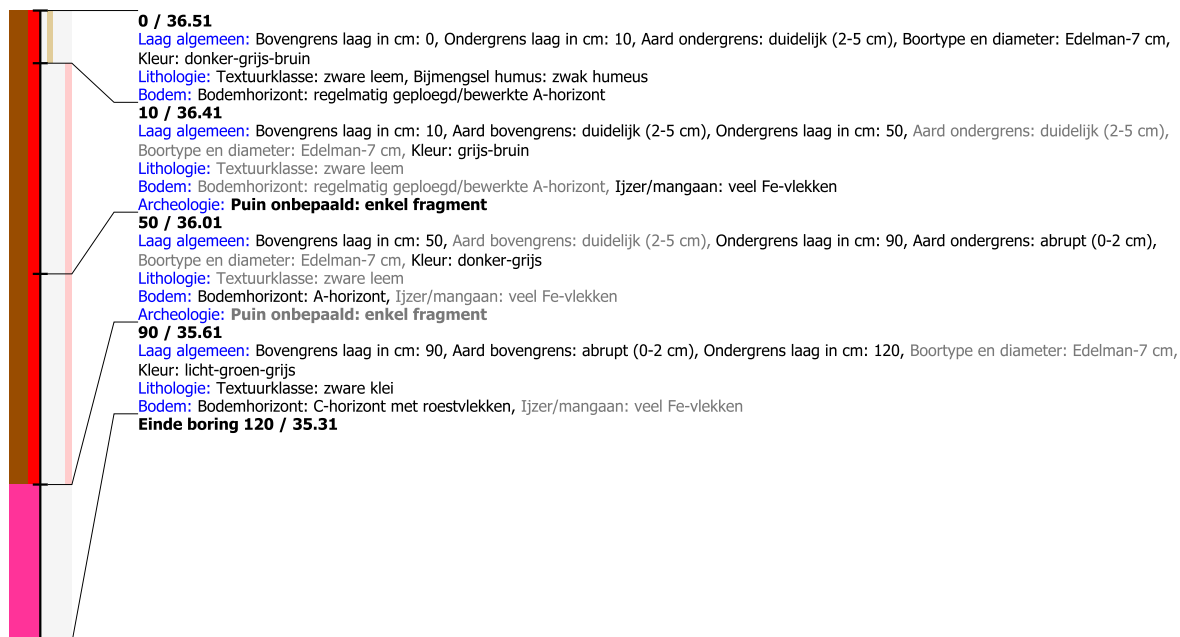 0 / 36.51
Laag algemeen: Bovengrens laag in cm: 0, Ondergrens laag in cm: 10, Aard ondergrens: duidelijk (2-5 cm), Boortype en diameter: Edelman-7 cm,
Kleur: donker-grijs-bruin
Lithologie: Textuurklasse: zware leem, Bijmengsel humus: zwak humeus
Bodem: Bodemhorizont: regelmatig geploegd/bewerkte A-horizont
10 / 36.41
Laag algemeen: Bovengrens laag in cm: 10, Aard bovengrens: duidelijk (2-5 cm), Ondergrens laag in cm: 50, Aard ondergrens: duidelijk (2-5 cm),
Boortype en diameter: Edelman-7 cm, Kleur: grijs-bruin
Lithologie: Textuurklasse: zware leem
Bodem: Bodemhorizont: regelmatig geploegd/bewerkte A-horizont, Ijzer/mangaan: veel Fe-vlekken
Archeologie: Puin onbepaald: enkel fragment
50 / 36.01
Laag algemeen: Bovengrens laag in cm: 50, Aard bovengrens: duidelijk (2-5 cm), Ondergrens laag in cm: 90, Aard ondergrens: abrupt (0-2 cm),
Boortype en diameter: Edelman-7 cm, Kleur: donker-grijs
Lithologie: Textuurklasse: zware leem
Bodem: Bodemhorizont: A-horizont, Ijzer/mangaan: veel Fe-vlekken
Archeologie: Puin onbepaald: enkel fragment
90 / 35.61
Laag algemeen: Bovengrens laag in cm: 90, Aard bovengrens: abrupt (0-2 cm), Ondergrens laag in cm: 120, Boortype en diameter: Edelman-7 cm,
Kleur: licht-groen-grijs
Lithologie: Textuurklasse: zware klei
Bodem: Bodemhorizont: C-horizont met roestvlekken, Ijzer/mangaan: veel Fe-vlekken
Einde boring 120 / 35.31